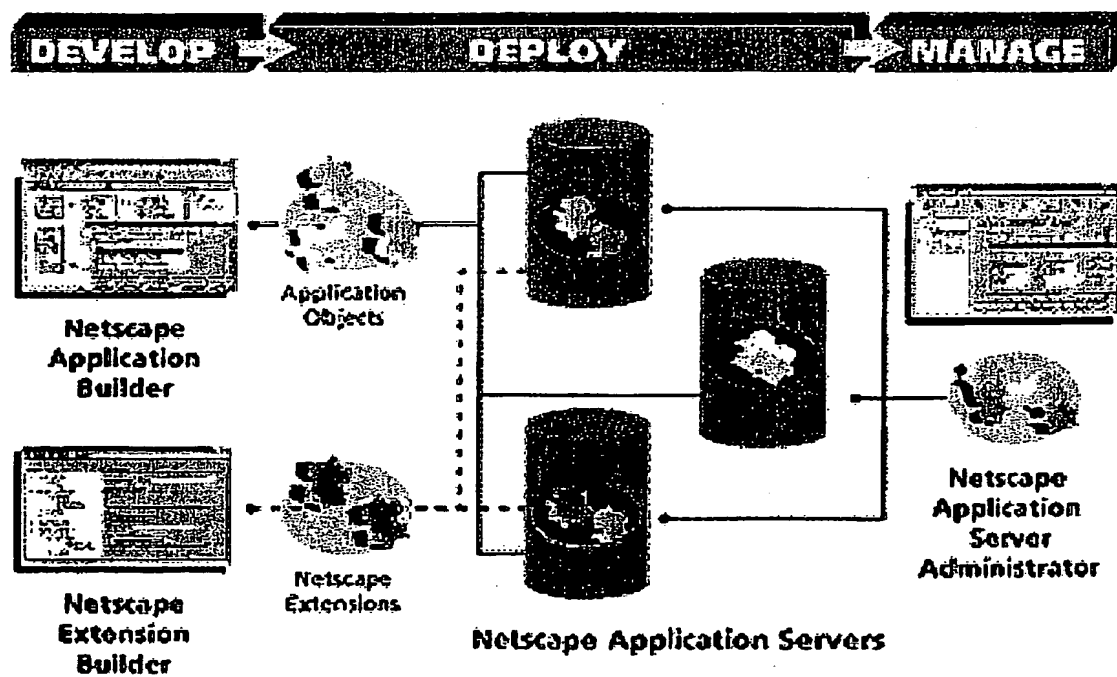 DEVELOP
DEPLOY
MANAGE
Netscape
Application
Builder
Application
Objects
Netscape
Extension
Builder
Netscape
Extensions
Netscape Application Servers
Netscape
Application
Server
Administrator